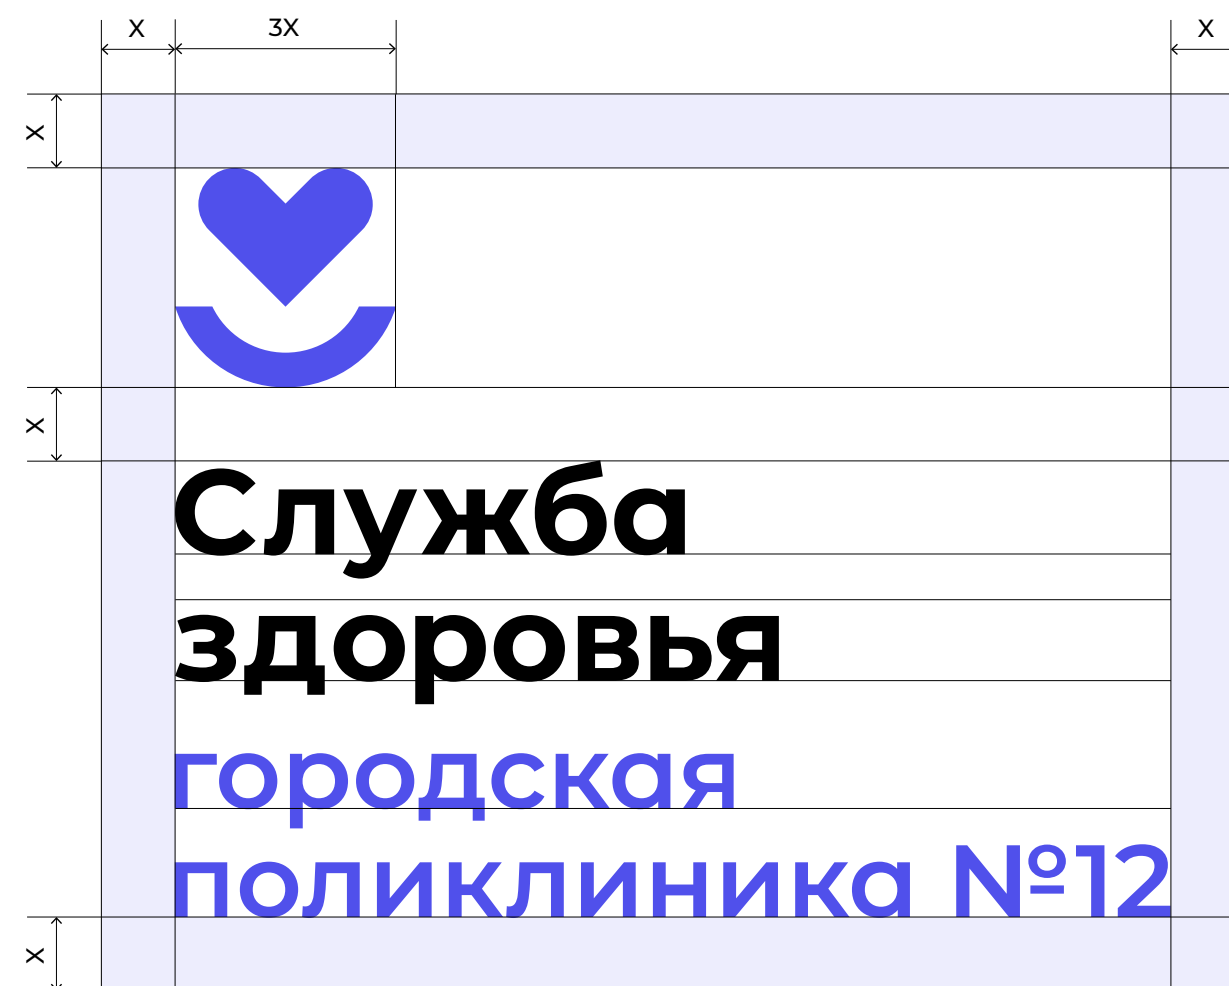 X 3X X
X
X
Служба
здоровья
городская
поликлиника №12
X